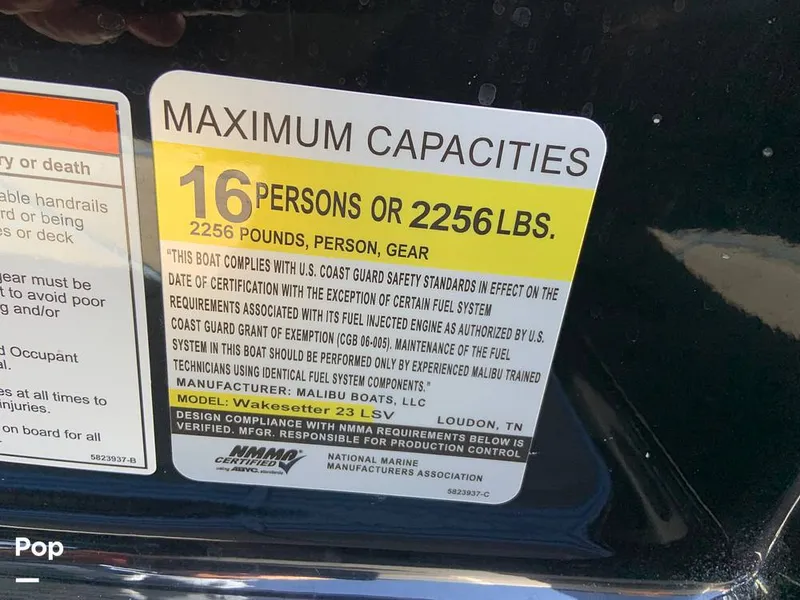 ry or death
able handrails
rd or being
es or deck
gear must be
t to avoid poor
g and/or
d Occupant
al.
es at all times to
injuries.
on board for all
5823937-B
MAXIMUM CAPACITIES
16 PERSONS OR 2256 LBS.
2256 POUNDS, PERSON, GEAR
"THIS BOAT COMPLIES WITH U.S. COAST GUARD SAFETY STANDARDS IN EFFECT ON THE
DATE OF CERTIFICATION WITH THE EXCEPTION OF CERTAIN FUEL SYSTEM
REQUIREMENTS ASSOCIATED WITH ITS FUEL INJECTED ENGINE AS AUTHORIZED BY U.S.
COAST GUARD GRANT OF EXEMPTION (CGB 06-005). MAINTENANCE OF THE FUEL
SYSTEM IN THIS BOAT SHOULD BE PERFORMED ONLY BY EXPERIENCED MALIBU TRAINED
TECHNICIANS USING IDENTICAL FUEL SYSTEM COMPONENTS."
MANUFACTURER: MALIBU BOATS, LLC
MODEL: Wakesetter 23 LSV LOUDON, TN
DESIGN COMPLIANCE WITH NMMA REQUIREMENTS BELOW IS
VERIFIED. MFGR. RESPONSIBLE FOR PRODUCTION CONTROL
NMMA
CERTIFIED
using ABYC standards
NATIONAL MARINE
MANUFACTURERS ASSOCIATION
5823937-C
Pop